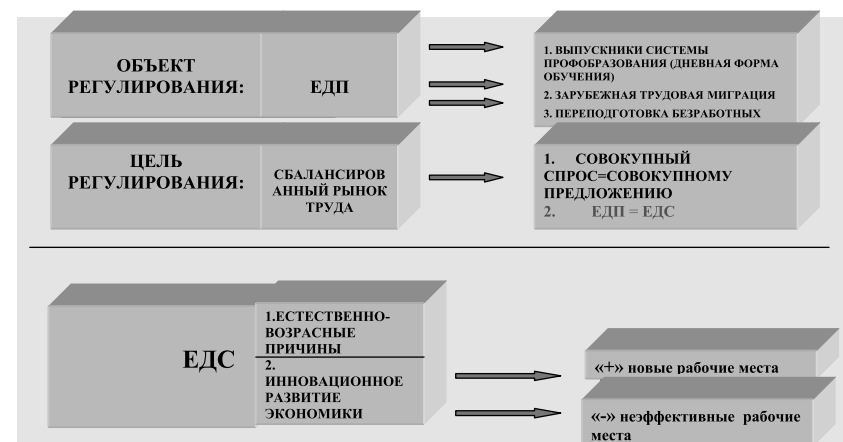 ОБЪЕКТ
РЕГУЛИРОВАНИЯ:
ЕДП
1. ВЫПУСКНИКИ СИСТЕМЫ
ПРОФОБРАЗОВАНИЯ (ДНЕВНАЯ ФОРМА
ОБУЧЕНИЯ)
2. ЗАРУБЕЖНАЯ ТРУДОВАЯ МИГРАЦИЯ
3. ПЕРЕПОДГОТОВКА БЕЗРАБОТНЫХ
ЦЕЛЬ
РЕГУЛИРОВАНИЯ:
СБАЛАНСИРОВ
АННЫЙ РЫНОК
ТРУДА
1. СОВОКУПНЫЙ
СПРОС=СОВОКУПНОМУ
ПРЕДЛОЖЕНИЮ
2. ЕДП = ЕДС
ЕДС
1.ЕСТЕСТВЕННО-
ВОЗРАСНЫЕ
ПРИЧИНЫ
2.
ИННОВАЦИОННОЕ
РАЗВИТИЕ
ЭКОНОМИКИ
«+» новые рабочие места
«-» неэффективные рабочие
места